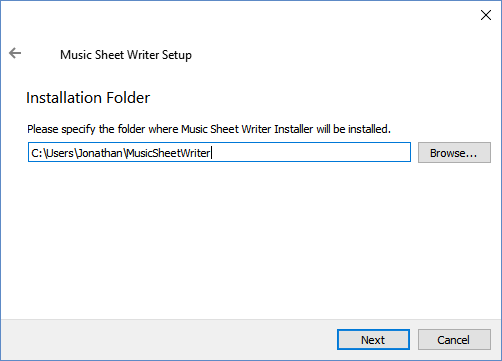 Music Sheet Writer Setup
Installation Folder
Please specify the folder where Music Sheet Writer Installer will be installed.
C:\Users\Jonathan\MusicSheetWriter
Browse...
Next
Cancel